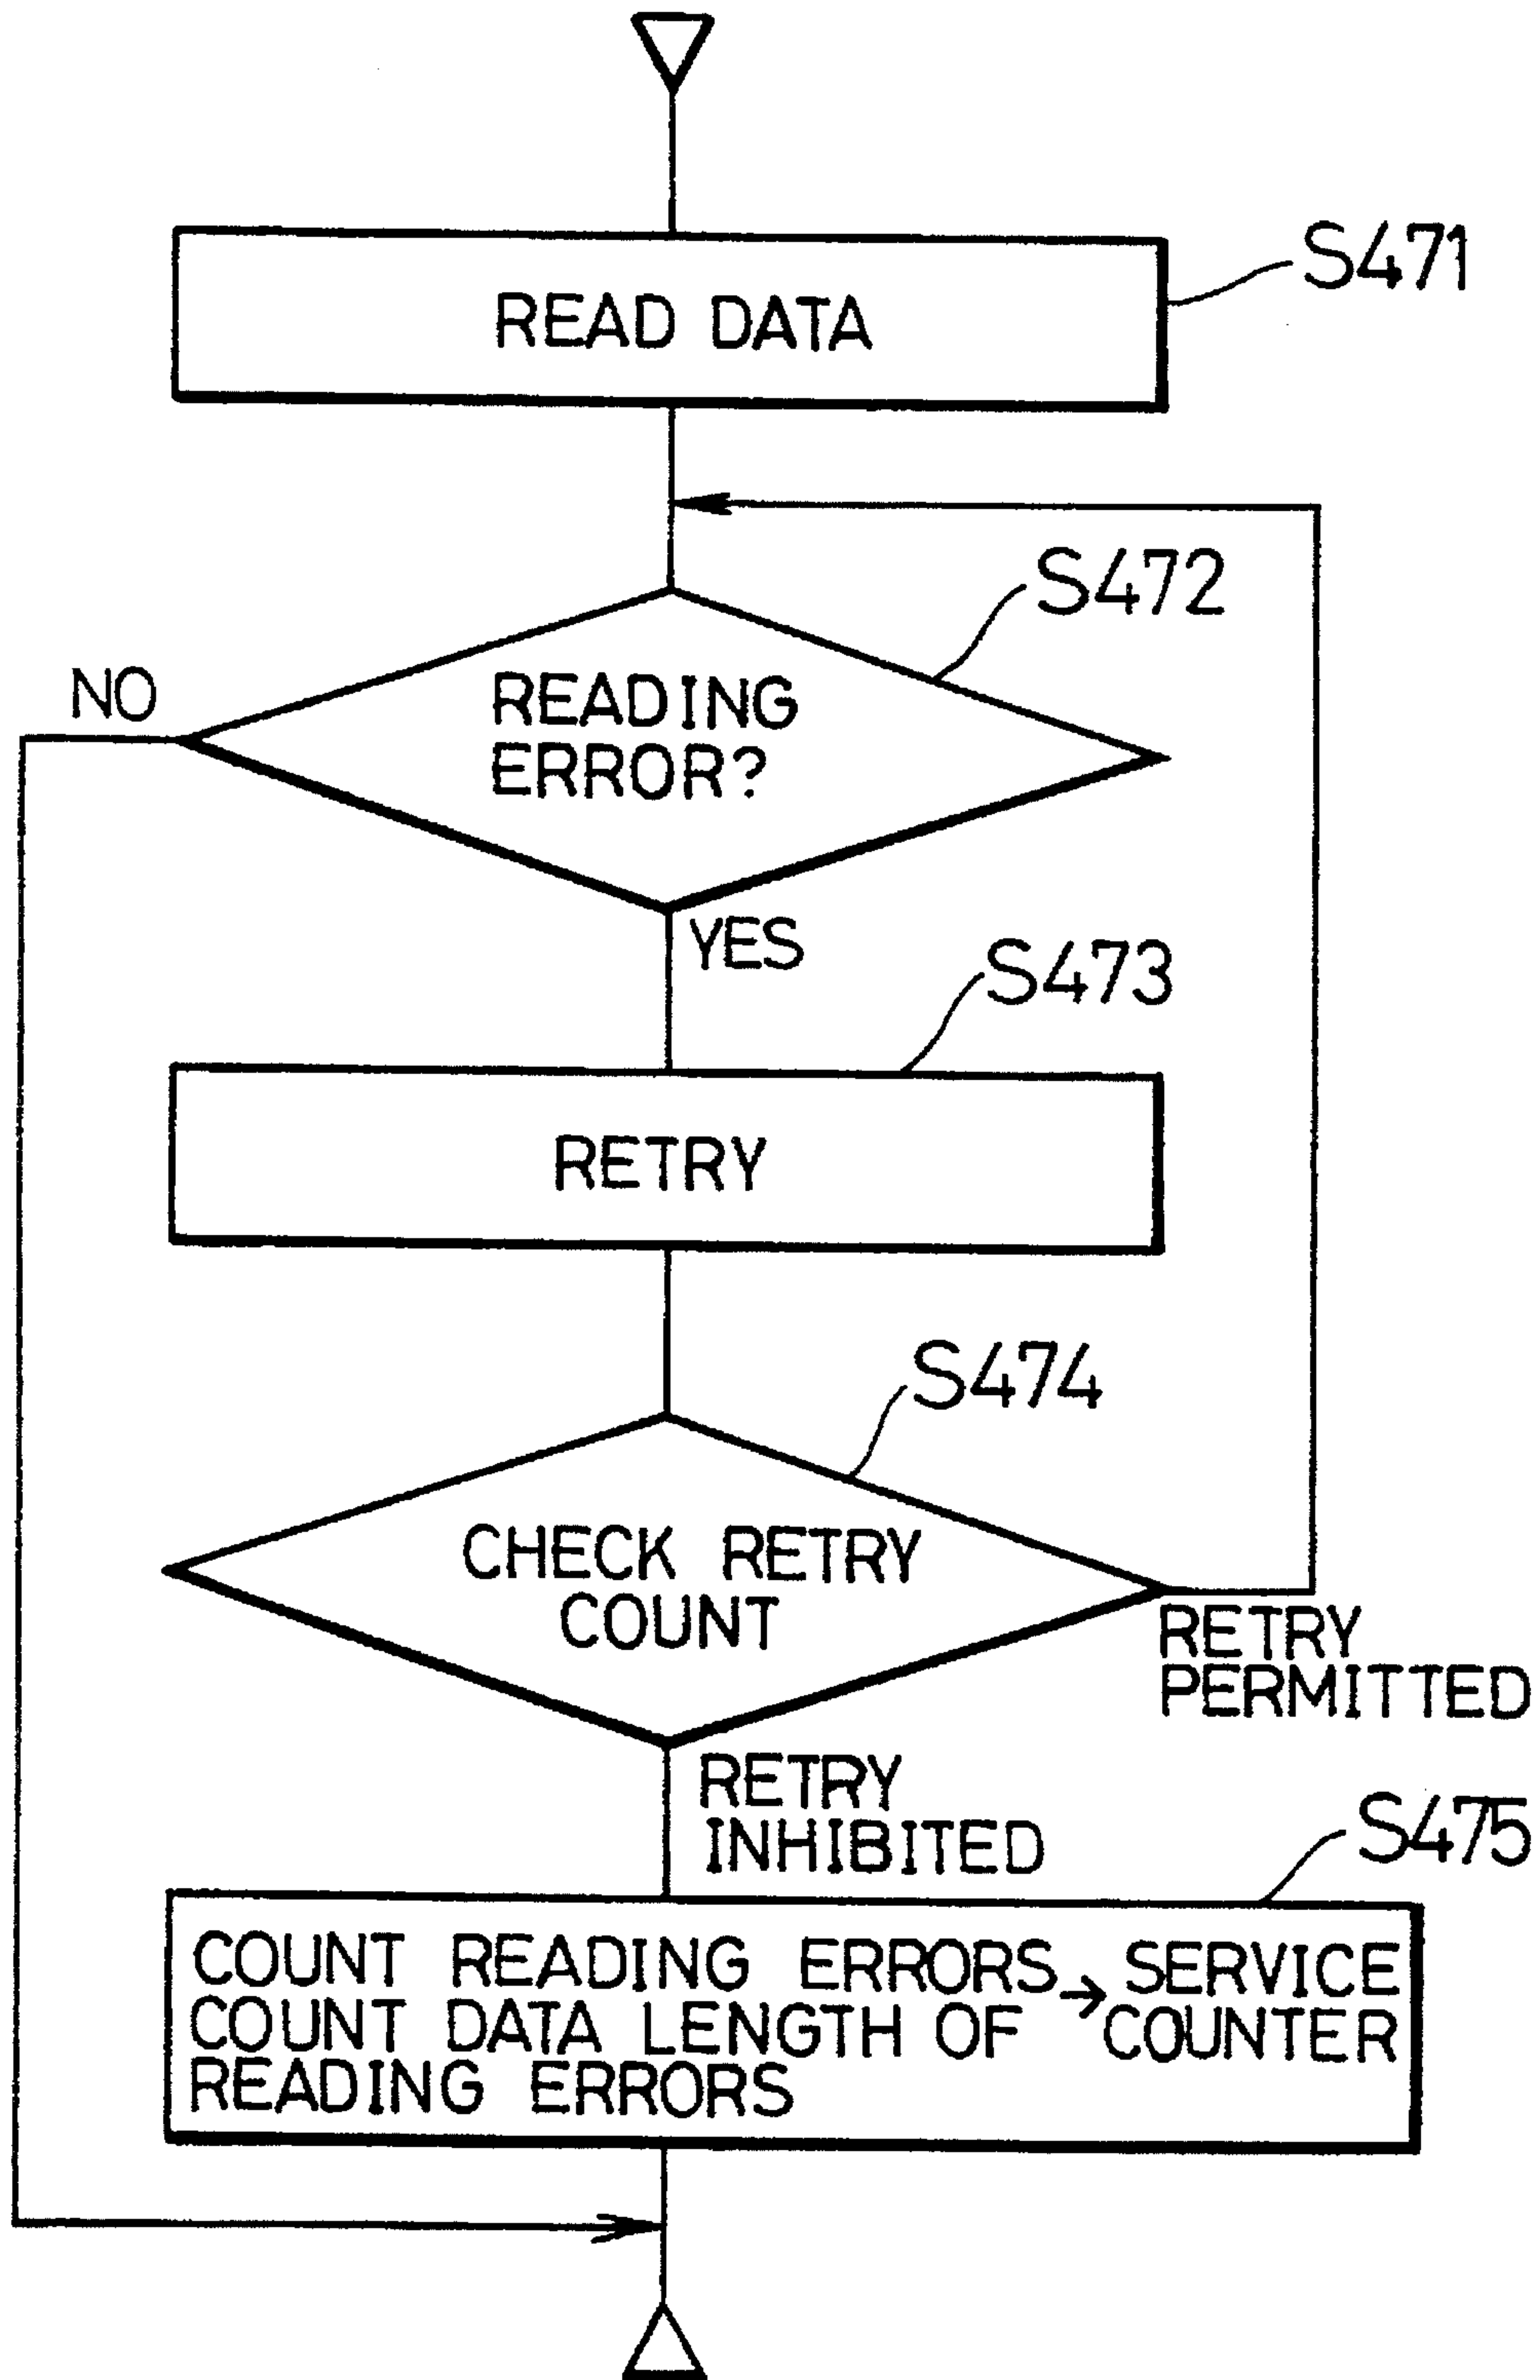 S471
READ DATA
S472
NO
READING
ERROR?
YES
S473
RETRY
S474
CHECK RETRY
COUNT
RETRY
PERMITTED
RETRY
INHIBITED
S475
COUNT READING ERRORS → SERVICE
COUNT DATA LENGTH OF COUNTER
READING ERRORS